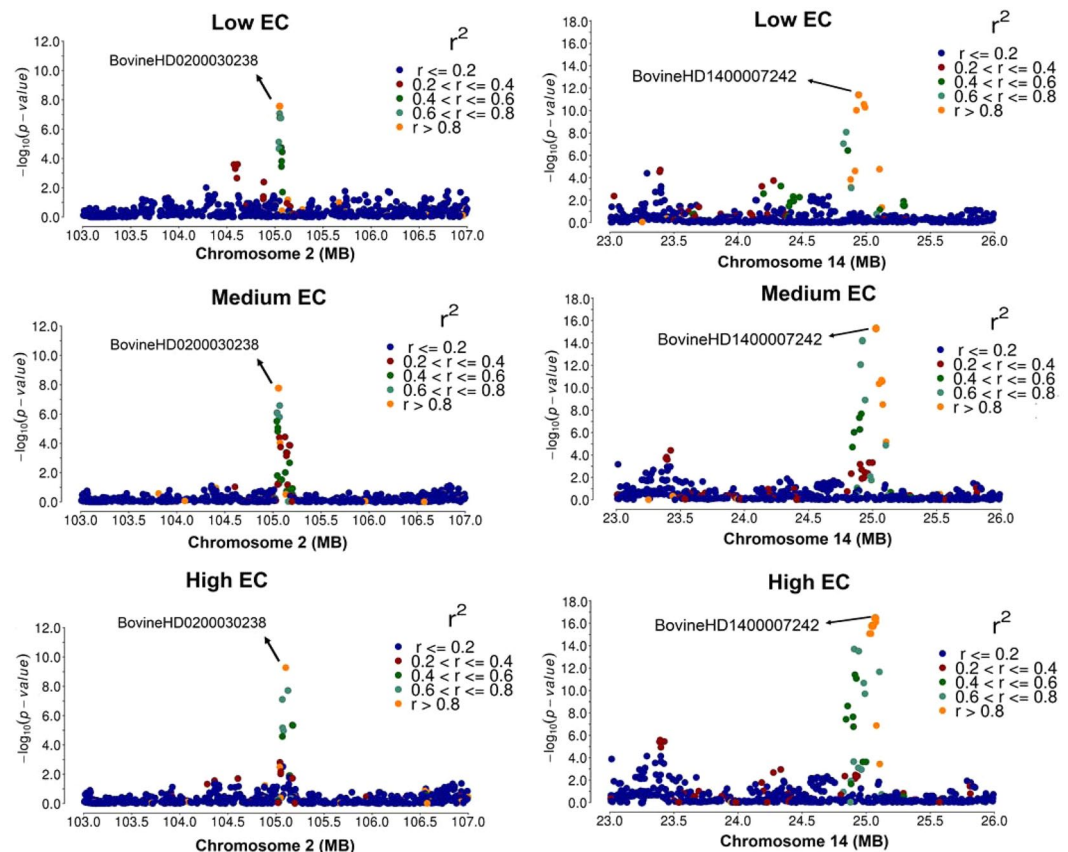 Low EC
12.0
10.0
8.0
6.0
4.0
2.0
0.0
−log10(p − value)
BovineHD0200030238
r2
r <= 0.2
0.2 < r <= 0.4
0.4 < r <= 0.6
0.6 < r <= 0.8
r > 0.8
103.0 103.5 104.0 104.5 105.0 105.5 106.0 106.5 107.0
Chromosome 2 (MB)
Low EC
18.0
16.0
14.0
12.0
10.0
8.0
6.0
4.0
2.0
0.0
−log10(p − value)
BovineHD1400007242
r2
r <= 0.2
0.2 < r <= 0.4
0.4 < r <= 0.6
0.6 < r <= 0.8
r > 0.8
23.0 23.5 24.0 24.5 25.0 25.5 26.0
Chromosome 14 (MB)
Medium EC
12.0
10.0
8.0
6.0
4.0
2.0
0.0
−log10(p − value)
BovineHD0200030238
r2
r <= 0.2
0.2 < r <= 0.4
0.4 < r <= 0.6
0.6 < r <= 0.8
r > 0.8
103.0 103.5 104.0 104.5 105.0 105.5 106.0 106.5 107.0
Chromosome 2 (MB)
Medium EC
18.0
16.0
14.0
12.0
10.0
8.0
6.0
4.0
2.0
0.0
−log10(p − value)
BovineHD1400007242
r2
r <= 0.2
0.2 < r <= 0.4
0.4 < r <= 0.6
0.6 < r <= 0.8
r > 0.8
23.0 23.5 24.0 24.5 25.0 25.5 26.0
Chromosome 14 (MB)
High EC
12.0
10.0
8.0
6.0
4.0
2.0
0.0
−log10(p − value)
BovineHD0200030238
r2
r <= 0.2
0.2 < r <= 0.4
0.4 < r <= 0.6
0.6 < r <= 0.8
r > 0.8
103.0 103.5 104.0 104.5 105.0 105.5 106.0 106.5 107.0
Chromosome 2 (MB)
High EC
18.0
16.0
14.0
12.0
10.0
8.0
6.0
4.0
2.0
0.0
−log10(p − value)
BovineHD1400007242
r2
r <= 0.2
0.2 < r <= 0.4
0.4 < r <= 0.6
0.6 < r <= 0.8
r > 0.8
23.0 23.5 24.0 24.5 25.0 25.5 26.0
Chromosome 14 (MB)